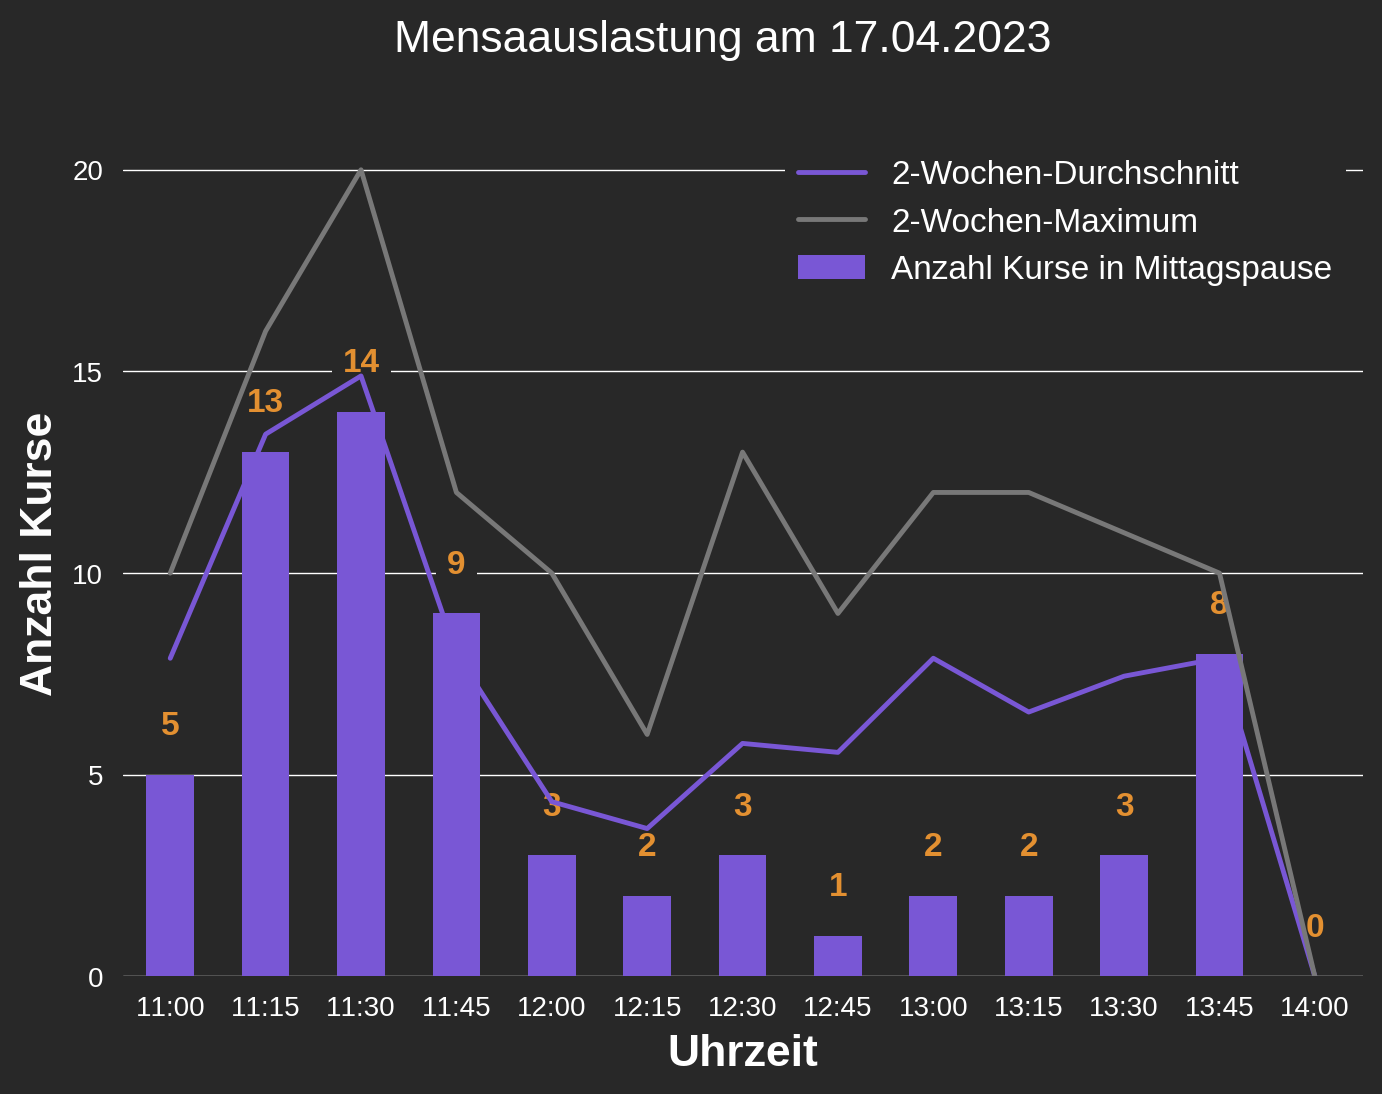 Mensaauslastung am 17.04.2023
2-Wochen-Durchschnitt
2-Wochen-Maximum
Anzahl Kurse in Mittagspause
Anzahl Kurse
20
15
10
5
0
5
13
14
9
3
2
3
1
2
2
3
8
0
11:00 11:15 11:30 11:45 12:00 12:15 12:30 12:45 13:00 13:15 13:30 13:45 14:00
Uhrzeit